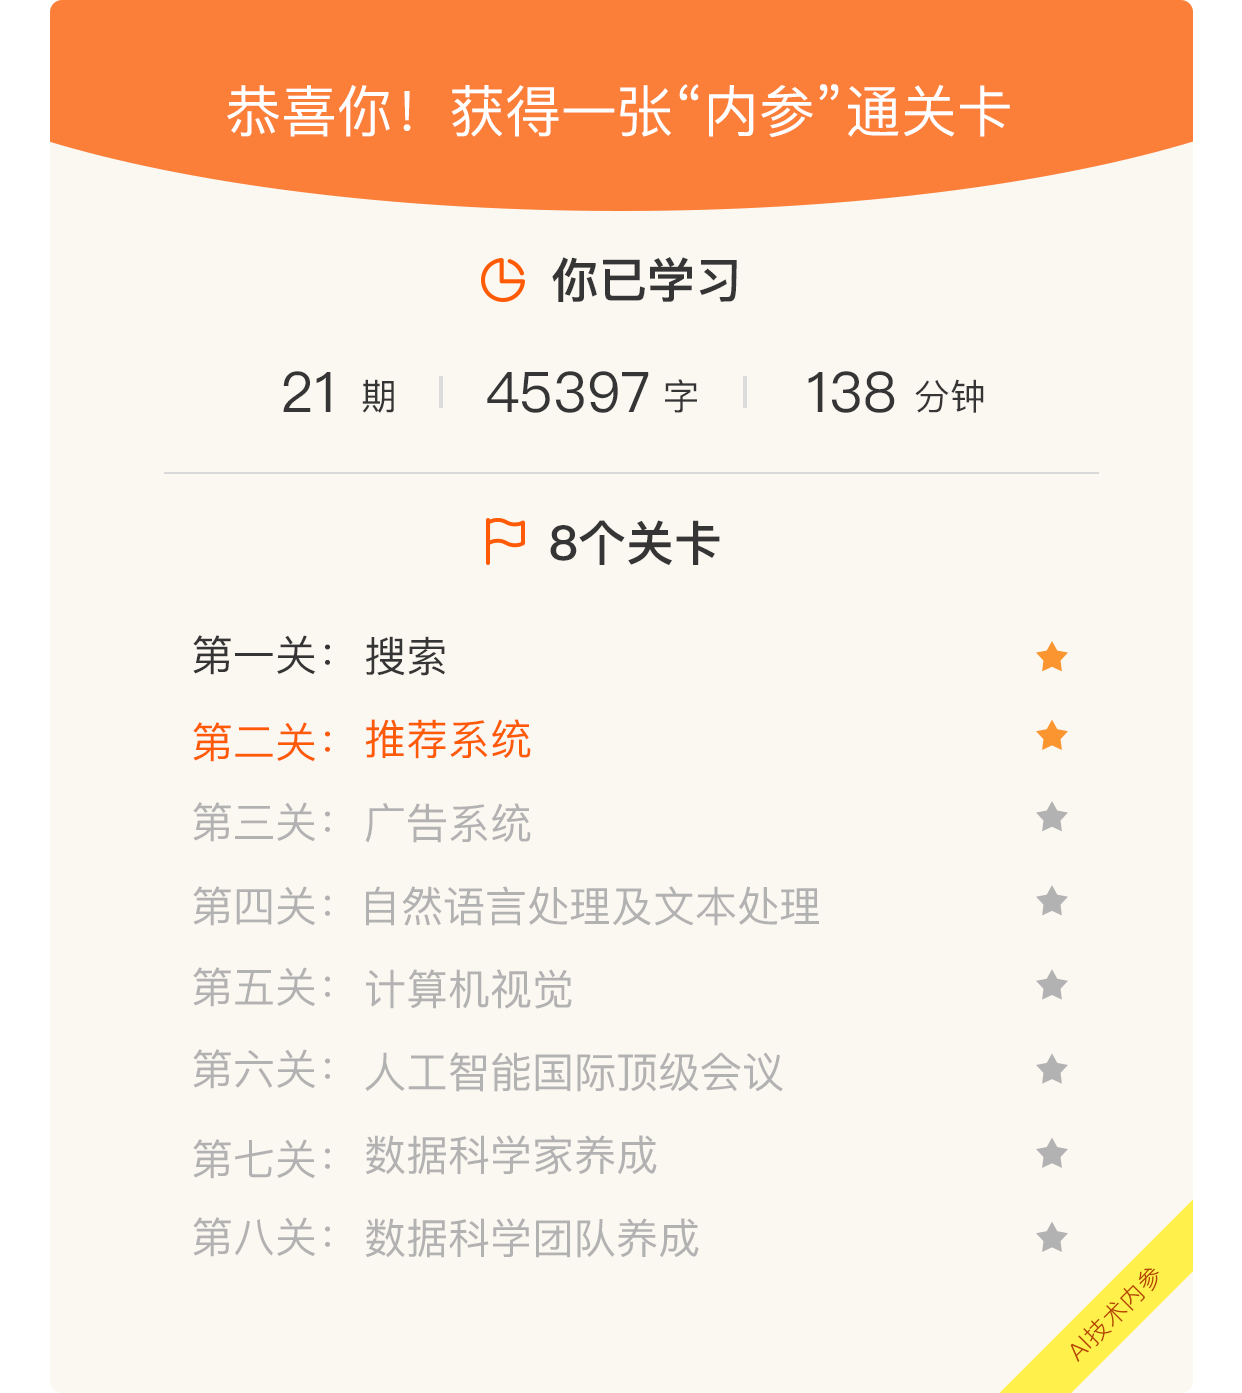 恭喜你！获得一张“内参”通关卡
你已学习
21 期 45397 字 138 分钟
8个关卡
第一关： 搜索
第二关： 推荐系统
第三关： 广告系统
第四关： 自然语言处理及文本处理
第五关： 计算机视觉
第六关： 人工智能国际顶级会议
第七关： 数据科学家养成
第八关： 数据科学团队养成
AI技术内参